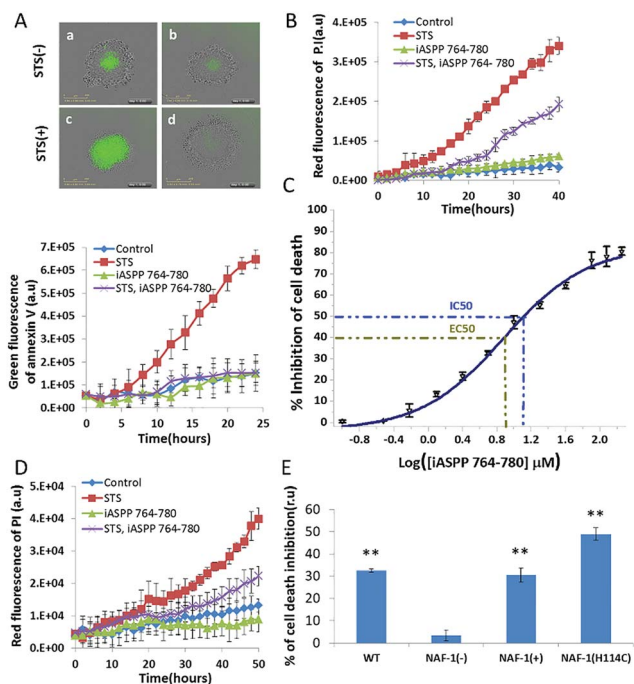 A
STS(-)
a
b
STS(+)
c
d
7.E+05
6.E+05
5.E+05
4.E+05
3.E+05
2.E+05
1.E+05
0.E+00
Green fluorescence
of annexin V (a.u)
Control
STS
iASPP 764-780
STS, iASPP 764-780
0 5 10 15 20 25
Time(hours)
B
4.E+05
3.E+05
2.E+05
1.E+05
0.E+00
Red fluorescence of P.I(a.u)
Control
STS
iASPP 764-780
STS, iASPP 764- 780
0 10 20 30 40
Time(hours)
C
100
90
80
70
60
50
40
30
20
10
0
% Inhibition of cell death
IC50
EC50
-0.8 -0.4 0.0 0.4 0.8 1.2 1.6 2.0
Log([iASPP 764-780] μM)
D
5.E+04
4.E+04
3.E+04
2.E+04
1.E+04
0.E+00
Red fluorescence of PI (a.u)
Control
STS
iASPP 764-780
STS, iASPP 764-780
0 10 20 30 40 50
Time(hours)
E
60
50
40
30
20
10
0
% of cell death inhibition(r.u)
** ** **
WT NAF-1(-) NAF-1(+) NAF-1(H114C)